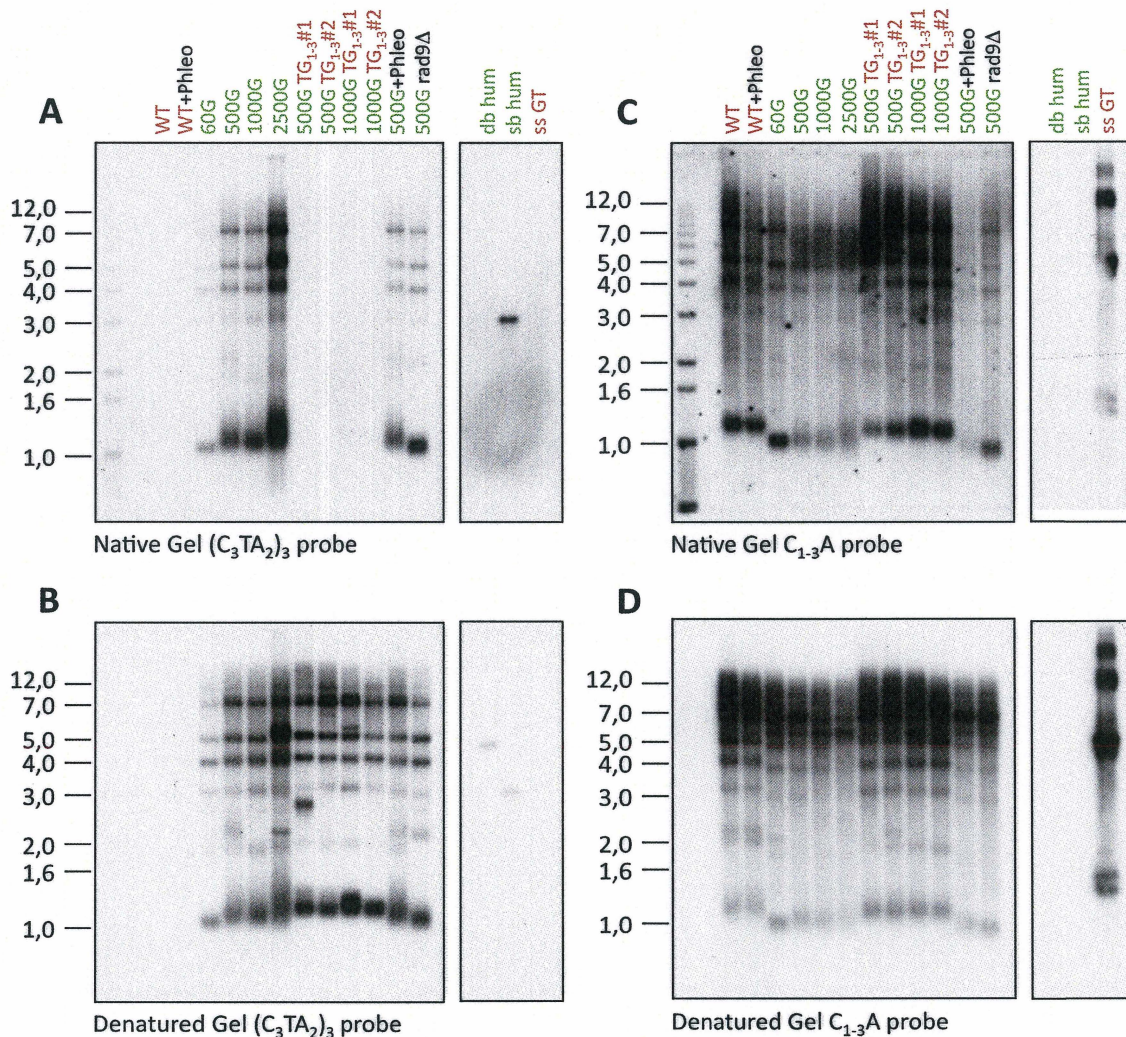 A
WT
WT+Phleo
60G
500G
1000G
2500G
500G TG1-3#1
500G TG1-3#2
1000G TG1-3#1
1000G TG1-3#2
500G+Phleo
500G rad9Δ
db hum
sb hum
ss GT
12,0
7,0
5,0
4,0
3,0
2,0
1,6
1,0
Native Gel (C3TA2)3 probe
C
WT
WT+Phleo
60G
500G
1000G
2500G
500G TG1-3#1
500G TG1-3#2
1000G TG1-3#1
1000G TG1-3#2
500G+Phleo
500G rad9Δ
db hum
sb hum
ss GT
12,0
7,0
5,0
4,0
3,0
2,0
1,6
1,0
Native Gel C1-3A probe
B
12,0
7,0
5,0
4,0
3,0
2,0
1,6
1,0
Denatured Gel (C3TA2)3 probe
D
12,0
7,0
5,0
4,0
3,0
2,0
1,6
1,0
Denatured Gel C1-3A probe